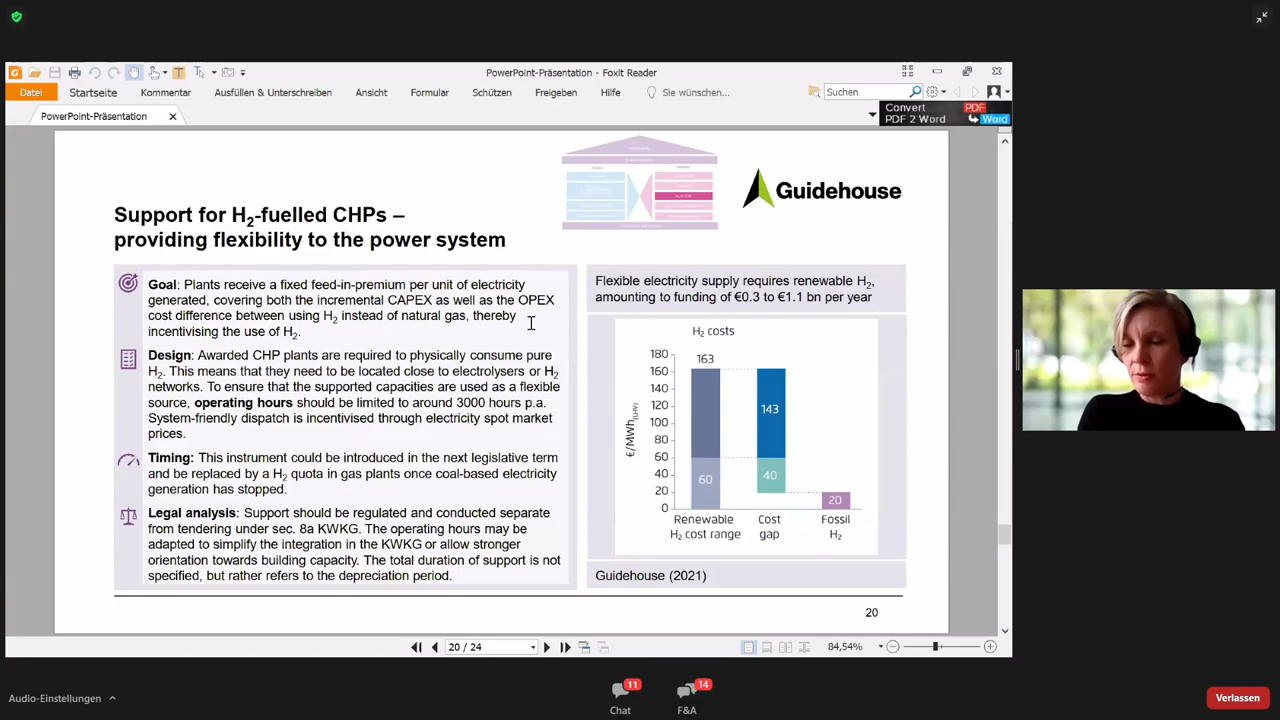 PowerPoint-Präsentation - Foxit Reader
Datei
Startseite
Kommentar
Ausfüllen & Unterschreiben
Ansicht
Formular
Schützen
Freigeben
Hilfe
Sie wünschen...
Suchen
PowerPoint-Präsentation
Convert
PDF 2 Word
PDF
Word
Guidehouse
Support for H2-fuelled CHPs –
providing flexibility to the power system
Goal: Plants receive a fixed feed-in-premium per unit of electricity
generated, covering both the incremental CAPEX as well as the OPEX
cost difference between using H2 instead of natural gas, thereby
incentivising the use of H2.
Design: Awarded CHP plants are required to physically consume pure
H2. This means that they need to be located close to electrolysers or H2
networks. To ensure that the supported capacities are used as a flexible
source, operating hours should be limited to around 3000 hours p.a.
System-friendly dispatch is incentivised through electricity spot market
prices.
Timing: This instrument could be introduced in the next legislative term
and be replaced by a H2 quota in gas plants once coal-based electricity
generation has stopped.
Legal analysis: Support should be regulated and conducted separate
from tendering under sec. 8a KWKG. The operating hours may be
adapted to simplify the integration in the KWKG or allow stronger
orientation towards building capacity. The total duration of support is not
specified, but rather refers to the depreciation period.
Flexible electricity supply requires renewable H2,
amounting to funding of €0.3 to €1.1 bn per year
H2 costs
€/MWh(LHV)
180
160
140
120
100
80
60
40
20
0
163
60
143
40
20
Renewable
H2 cost range
Cost
gap
Fossil
H2
Guidehouse (2021)
20
20 / 24
84,54%
Audio-Einstellungen
11
Chat
14
F&A
Verlassen